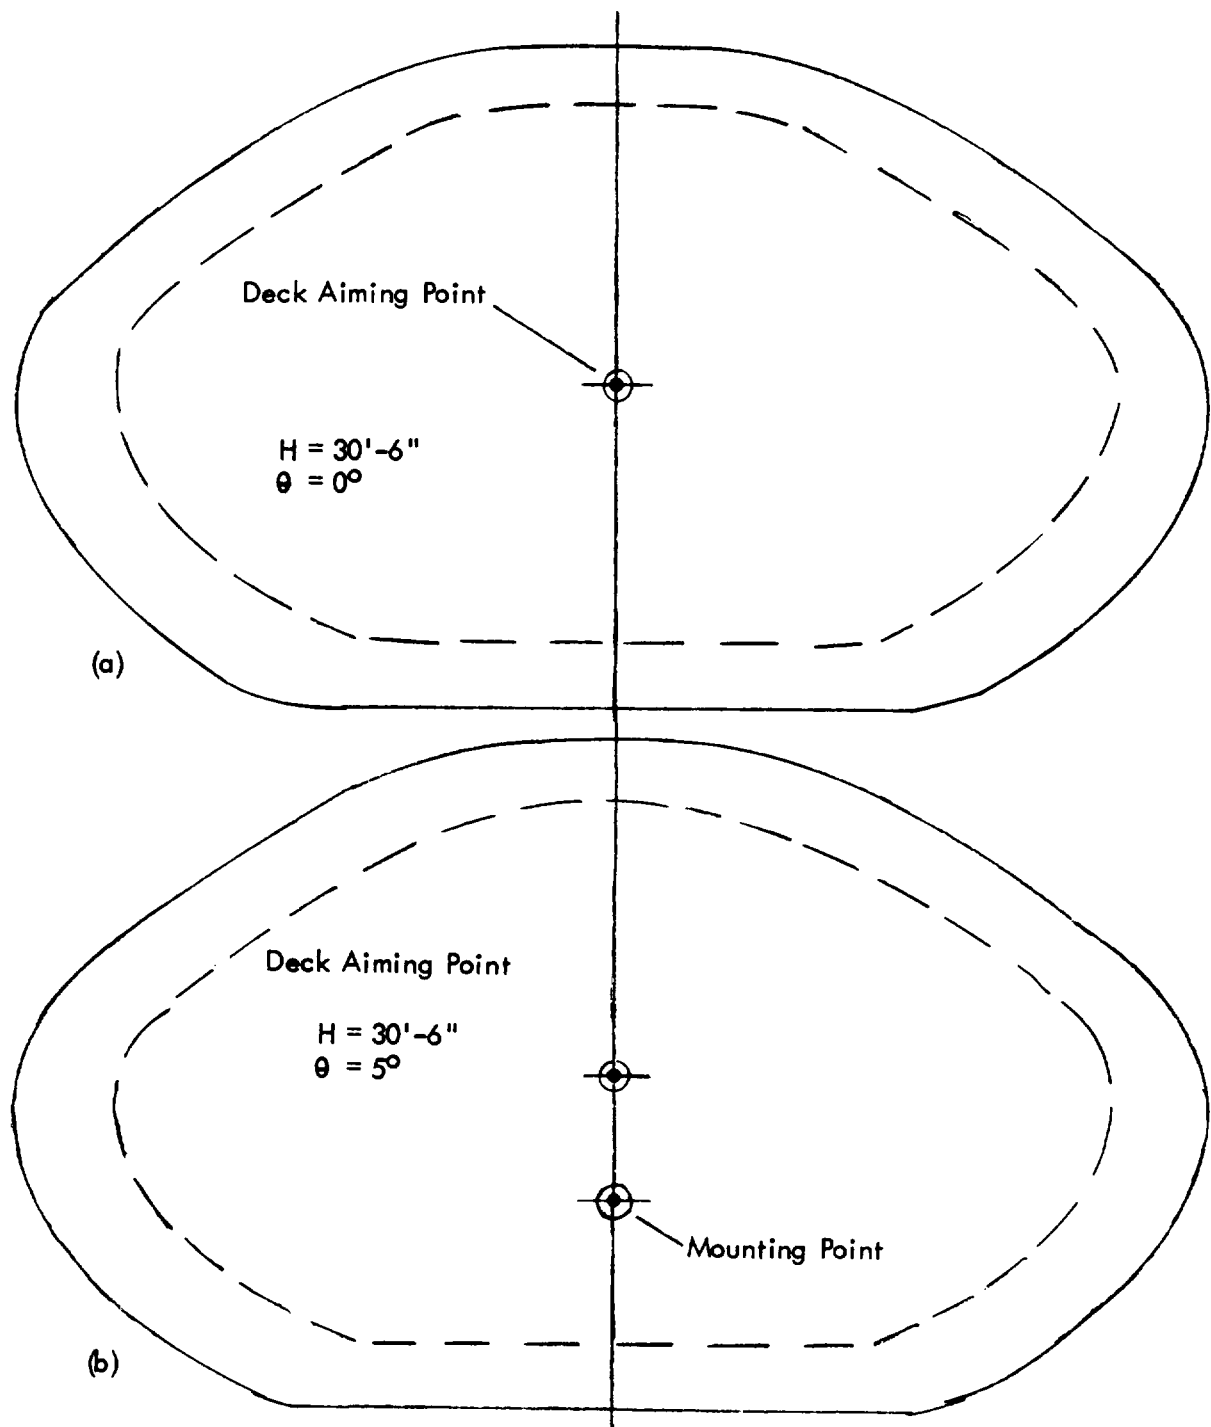 Deck Aiming Point
H = 30'-6"
θ = 0°
(a)
Deck Aiming Point
H = 30'-6"
θ = 5°
Mounting Point
(b)